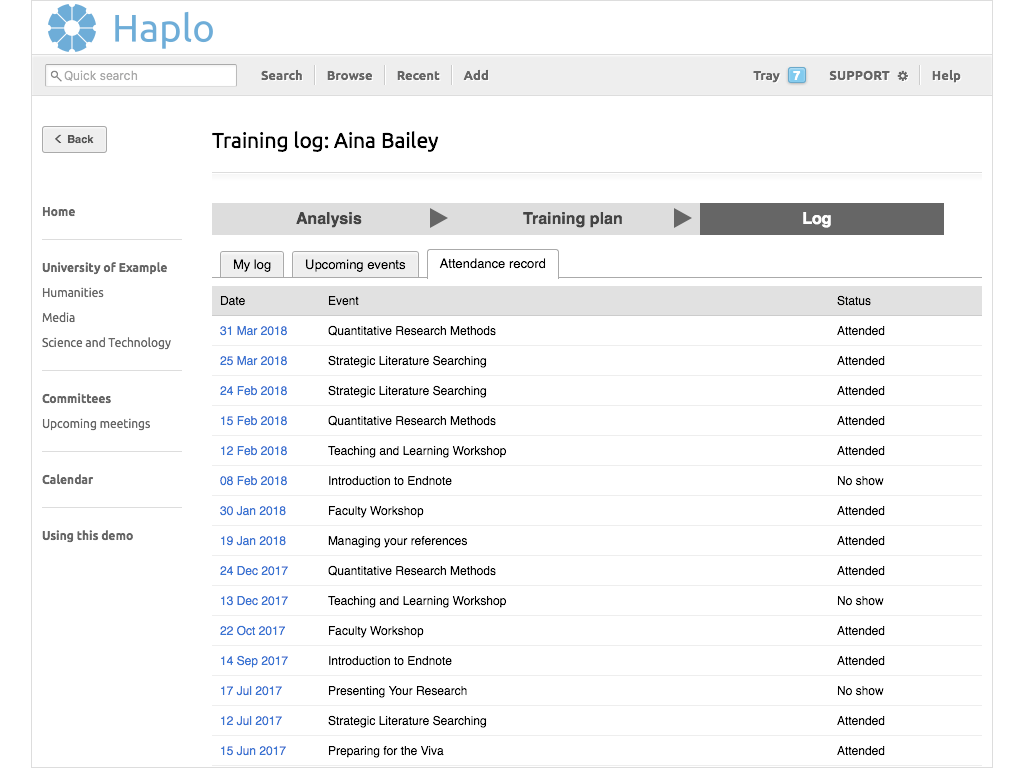 Haplo
Quick search Search Browse Recent Add Tray 7 SUPPORT Help
Back
Training log: Aina Bailey
Home
University of Example
Humanities
Media
Science and Technology
Committees
Upcoming meetings
Calendar
Using this demo
Analysis Training plan Log
My log Upcoming events Attendance record
Date Event Status
31 Mar 2018 Quantitative Research Methods Attended
25 Mar 2018 Strategic Literature Searching Attended
24 Feb 2018 Strategic Literature Searching Attended
15 Feb 2018 Quantitative Research Methods Attended
12 Feb 2018 Teaching and Learning Workshop Attended
08 Feb 2018 Introduction to Endnote No show
30 Jan 2018 Faculty Workshop Attended
19 Jan 2018 Managing your references Attended
24 Dec 2017 Quantitative Research Methods Attended
13 Dec 2017 Teaching and Learning Workshop No show
22 Oct 2017 Faculty Workshop Attended
14 Sep 2017 Introduction to Endnote Attended
17 Jul 2017 Presenting Your Research No show
12 Jul 2017 Strategic Literature Searching Attended
15 Jun 2017 Preparing for the Viva Attended